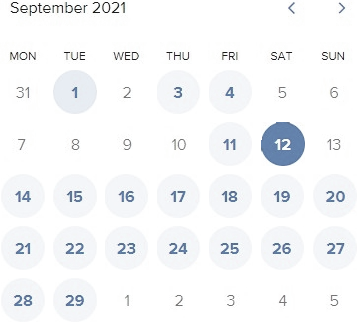 September 2021
MON TUE WED THU FRI SAT SUN
31 1 2 3 4 5 6
7 8 9 10 11 12 13
14 15 16 17 18 19 20
21 22 23 24 25 26 27
28 29 1 2 3 4 5